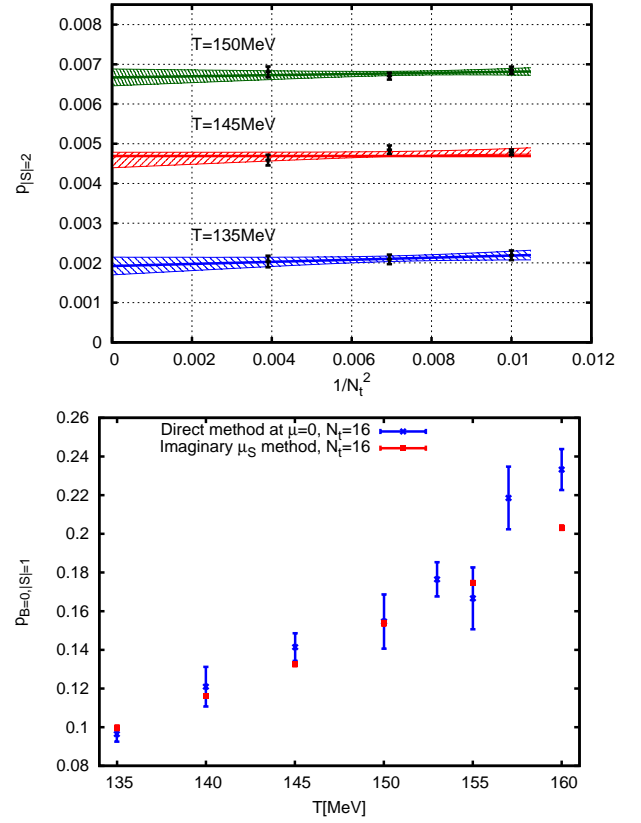 0.008
0.007
0.006
0.005
0.004
0.003
0.002
0.001
0
p|S|=2
T=150MeV
T=145MeV
T=135MeV
0 0.002 0.004 0.006 0.008 0.01 0.012
1/Nt^2
0.26
0.24
0.22
0.2
0.18
0.16
0.14
0.12
0.1
0.08
pB=0,|S|=1
Direct method at μ=0, Nt=16
Imaginary μS method, Nt=16
135 140 145 150 155 160
T[MeV]